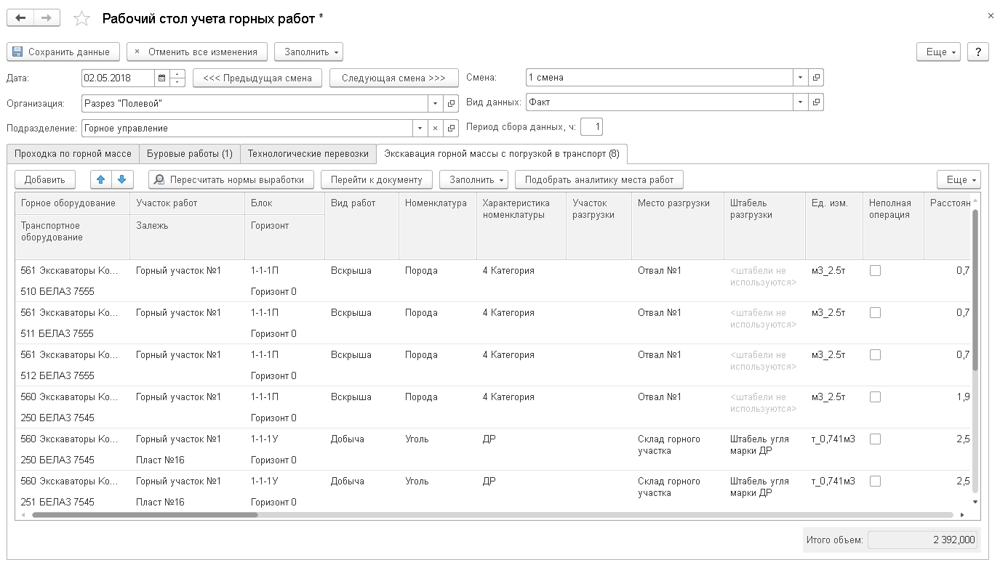 Рабочий стол учета горных работ *
Сохранить данные
Отменить все изменения
Заполнить
Еще
?
Дата: 02.05.2018 <<< Предыдущая смена Следующая смена >>> Смена: 1 смена
Организация: Разрез "Полевой" Вид данных: Факт
Подразделение: Горное управление Период сбора данных, ч: 1
Проходка по горной массе Буровые работы (1) Технологические перевозки Экскавация горной массы с погрузкой в транспорт (8)
Добавить Пересчитать нормы выработки Перейти к документу Заполнить Подобрать аналитику места работ Еще
Горное оборудование Участок работ Блок Вид работ Номенклатура Характеристика Участок Место разгрузки Штабель Ед. изм. Неполная Расстоян
номенклатуры разгрузки разгрузки операция
Транспортное Залежь Горизонт
оборудование
561 Экскаваторы Ко... Горный участок №1 1-1-1П Вскрыша Порода 4 Категория Отвал №1 <штабели не м3_2.5т 0,7
используются>
510 БЕЛАЗ 7555 Горизонт 0
561 Экскаваторы Ко... Горный участок №1 1-1-1П Вскрыша Порода 4 Категория Отвал №1 <штабели не м3_2.5т 0,7
используются>
511 БЕЛАЗ 7555 Горизонт 0
561 Экскаваторы Ко... Горный участок №1 1-1-1П Вскрыша Порода 4 Категория Отвал №1 <штабели не м3_2.5т 0,7
используются>
512 БЕЛАЗ 7555 Горизонт 0
560 Экскаваторы Ко... Горный участок №1 1-1-1П Вскрыша Порода 4 Категория Отвал №1 <штабели не м3_2.5т 1,9
используются>
250 БЕЛАЗ 7545 Горизонт 0
560 Экскаваторы Ко... Горный участок №1 1-1-1У Добыча Уголь ДР Склад горного Штабель угля т_0,741м3 2,5
участка марки ДР
250 БЕЛАЗ 7545 Пласт №16 Горизонт 0
560 Экскаваторы Ко... Горный участок №1 1-1-1У Добыча Уголь ДР Склад горного Штабель угля т_0,741м3 2,5
участка марки ДР
251 БЕЛАЗ 7545 Пласт №16 Горизонт 0
Итого объем: 2 392,000